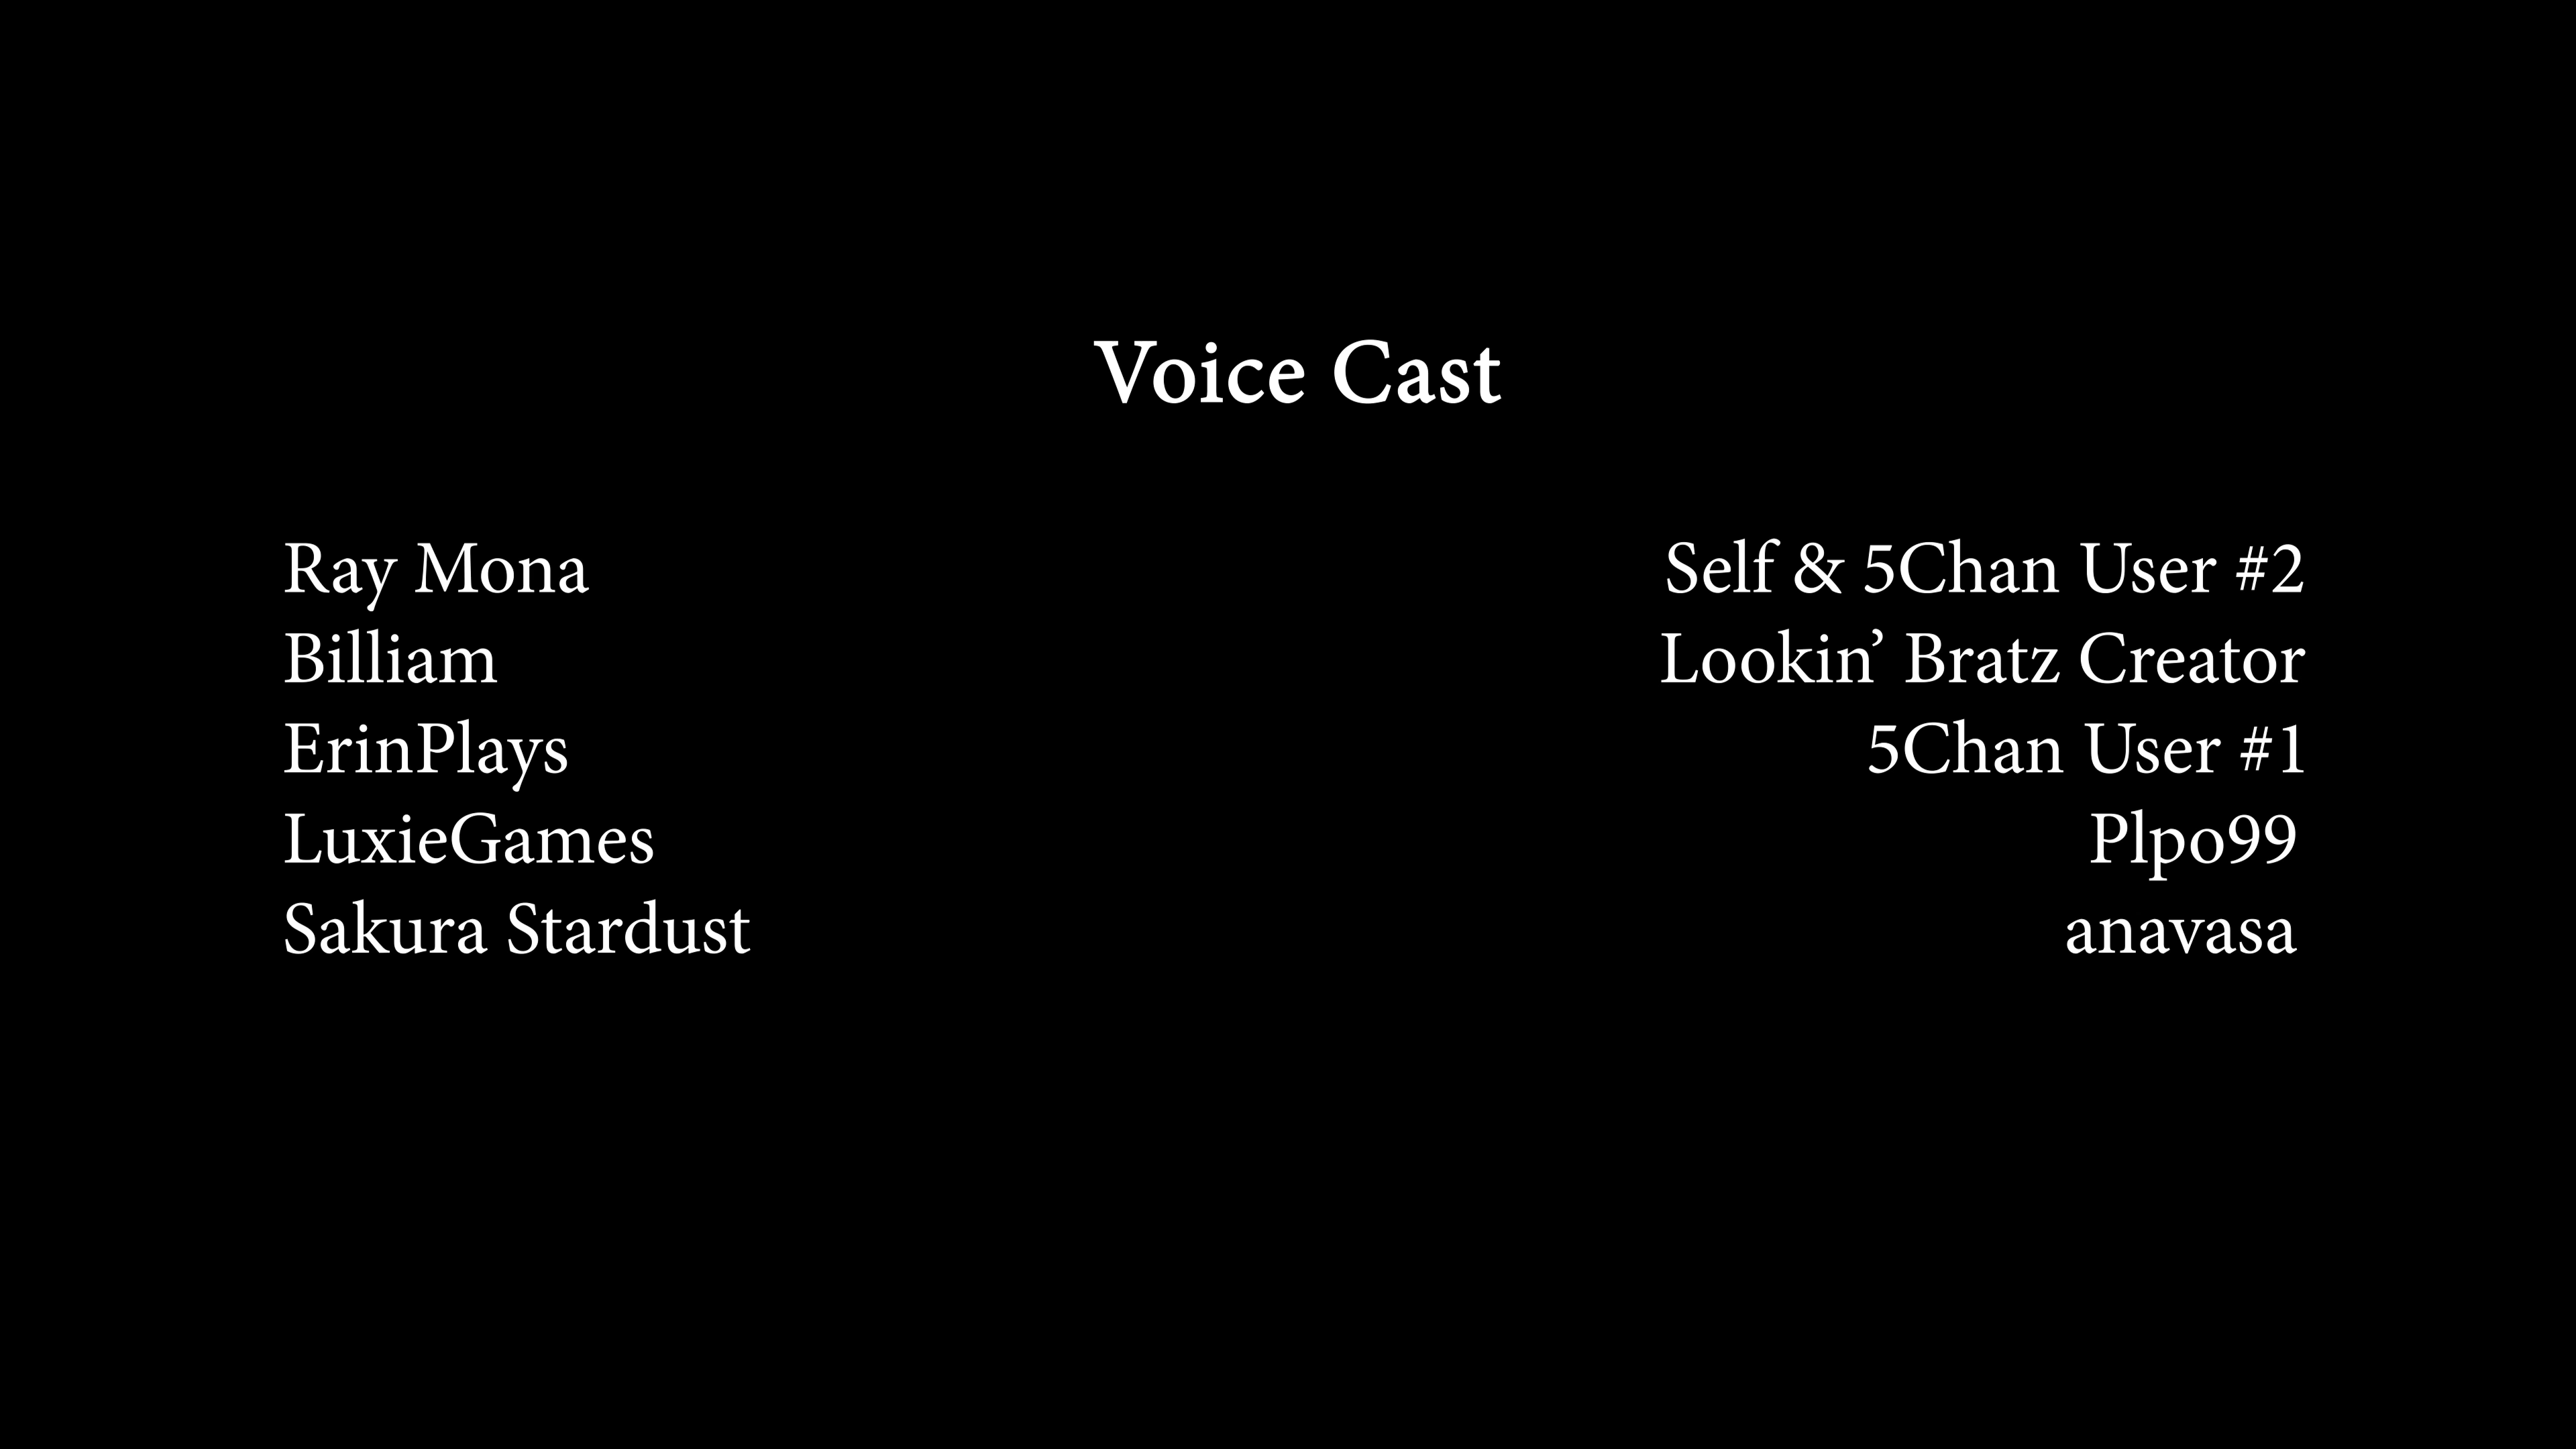 Voice Cast
Ray Mona Self & 5Chan User #2
Billiam Lookin’ Bratz Creator
ErinPlays 5Chan User #1
LuxieGames Plpo99
Sakura Stardust anavasa